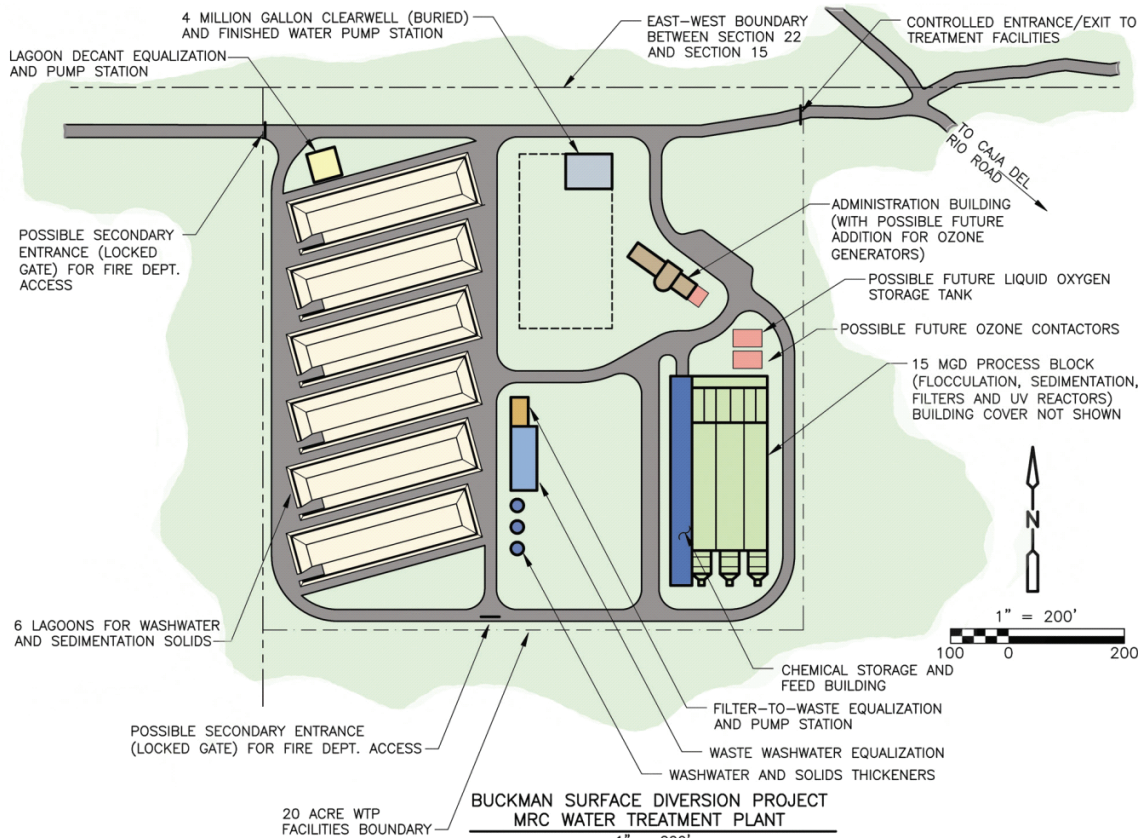 4 MILLION GALLON CLEARWELL (BURIED)
AND FINISHED WATER PUMP STATION
EAST-WEST BOUNDARY
BETWEEN SECTION 22
AND SECTION 15
CONTROLLED ENTRANCE/EXIT TO
TREATMENT FACILITIES
LAGOON DECANT EQUALIZATION
AND PUMP STATION
TO CAJA DEL
RIO ROAD
POSSIBLE SECONDARY
ENTRANCE (LOCKED
GATE) FOR FIRE DEPT.
ACCESS
ADMINISTRATION BUILDING
(WITH POSSIBLE FUTURE
ADDITION FOR OZONE
GENERATORS)
POSSIBLE FUTURE LIQUID OXYGEN
STORAGE TANK
POSSIBLE FUTURE OZONE CONTACTORS
15 MGD PROCESS BLOCK
(FLOCCULATION, SEDIMENTATION,
FILTERS AND UV REACTORS)
BUILDING COVER NOT SHOWN
N
1" = 200'
100 0 200
6 LAGOONS FOR WASHWATER
AND SEDIMENTATION SOLIDS
CHEMICAL STORAGE AND
FEED BUILDING
FILTER-TO-WASTE EQUALIZATION
AND PUMP STATION
POSSIBLE SECONDARY ENTRANCE
(LOCKED GATE) FOR FIRE DEPT. ACCESS
WASTE WASHWATER EQUALIZATION
WASHWATER AND SOLIDS THICKENERS
20 ACRE WTP
FACILITIES BOUNDARY
BUCKMAN SURFACE DIVERSION PROJECT
MRC WATER TREATMENT PLANT